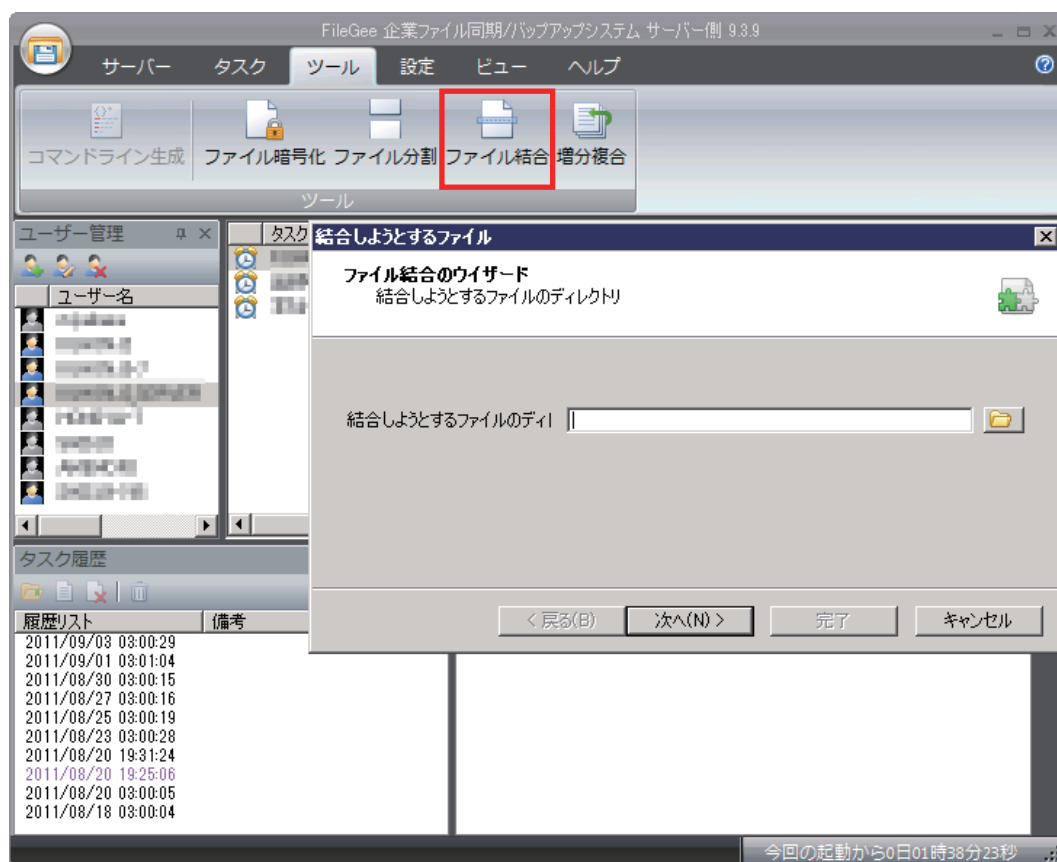 FileGee 企業ファイル同期/バップアップシステム サーバー側 9.3.9
サーバー タスク ツール 設定 ビュー ヘルプ
コマンドライン生成 ファイル暗号化 ファイル分割 ファイル結合 増分複合
ツール
ユーザー管理
ユーザー名
タスク
結合しようとするファイル
ファイル結合のウイザード
結合しようとするファイルのディレクトリ
結合しようとするファイルのディI
< 戻る(B) 次へ(N) > 完了 キャンセル
タスク履歴
履歴リスト 備考
2011/09/03 03:00:29
2011/09/01 03:01:04
2011/08/30 03:00:15
2011/08/27 03:00:16
2011/08/25 03:00:19
2011/08/23 03:00:28
2011/08/20 19:31:24
2011/08/20 19:25:06
2011/08/20 03:00:05
2011/08/18 03:00:04
今回の起動から0日01時38分23秒